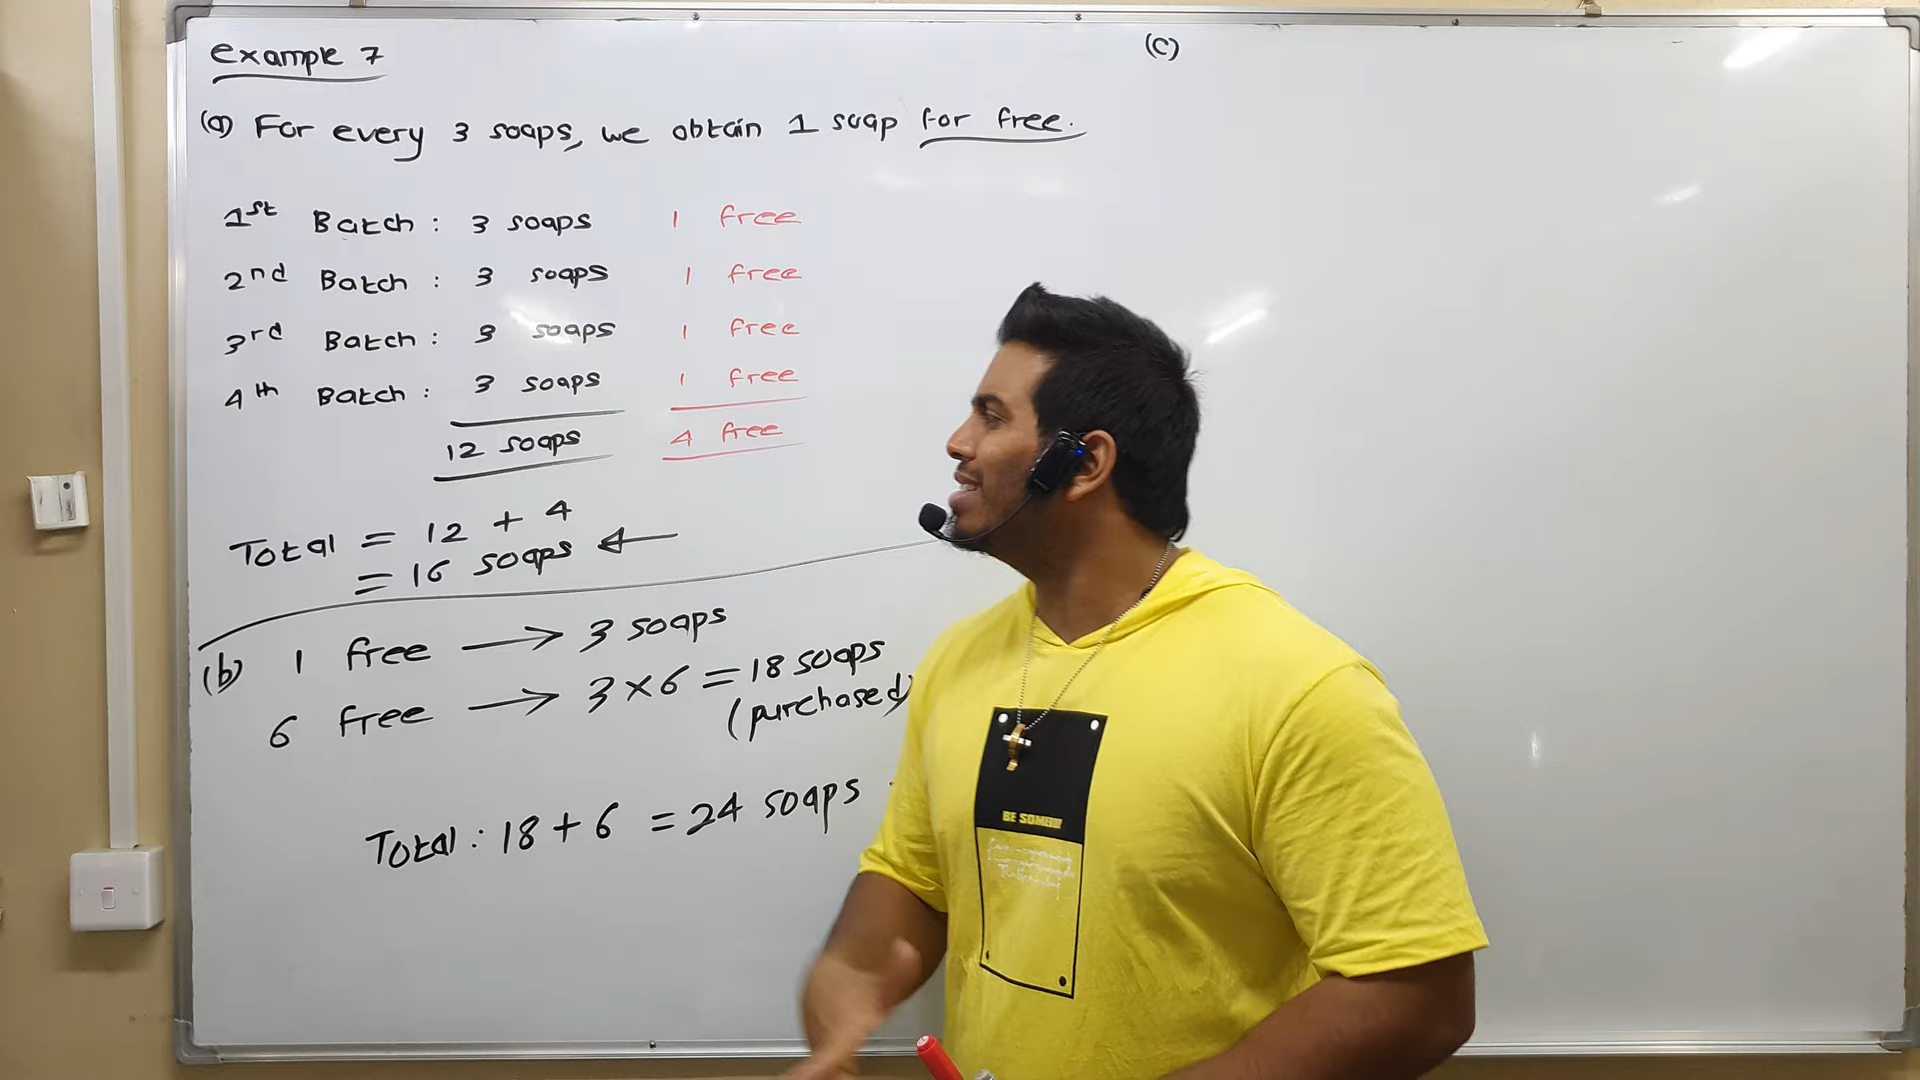 Example 7
(a) For every 3 soaps, we obtain 1 soap for free.
1st Batch : 3 soaps 1 free
2nd Batch : 3 soaps 1 free
3rd Batch : 3 soaps 1 free
4th Batch : 3 soaps 1 free
12 soaps 4 free
Total = 12 + 4
= 16 soaps ←
(b) 1 free → 3 soaps
6 free → 3 × 6 = 18 soaps
(purchased)
Total : 18 + 6 = 24 soaps
(c)
BE SOMEBODY